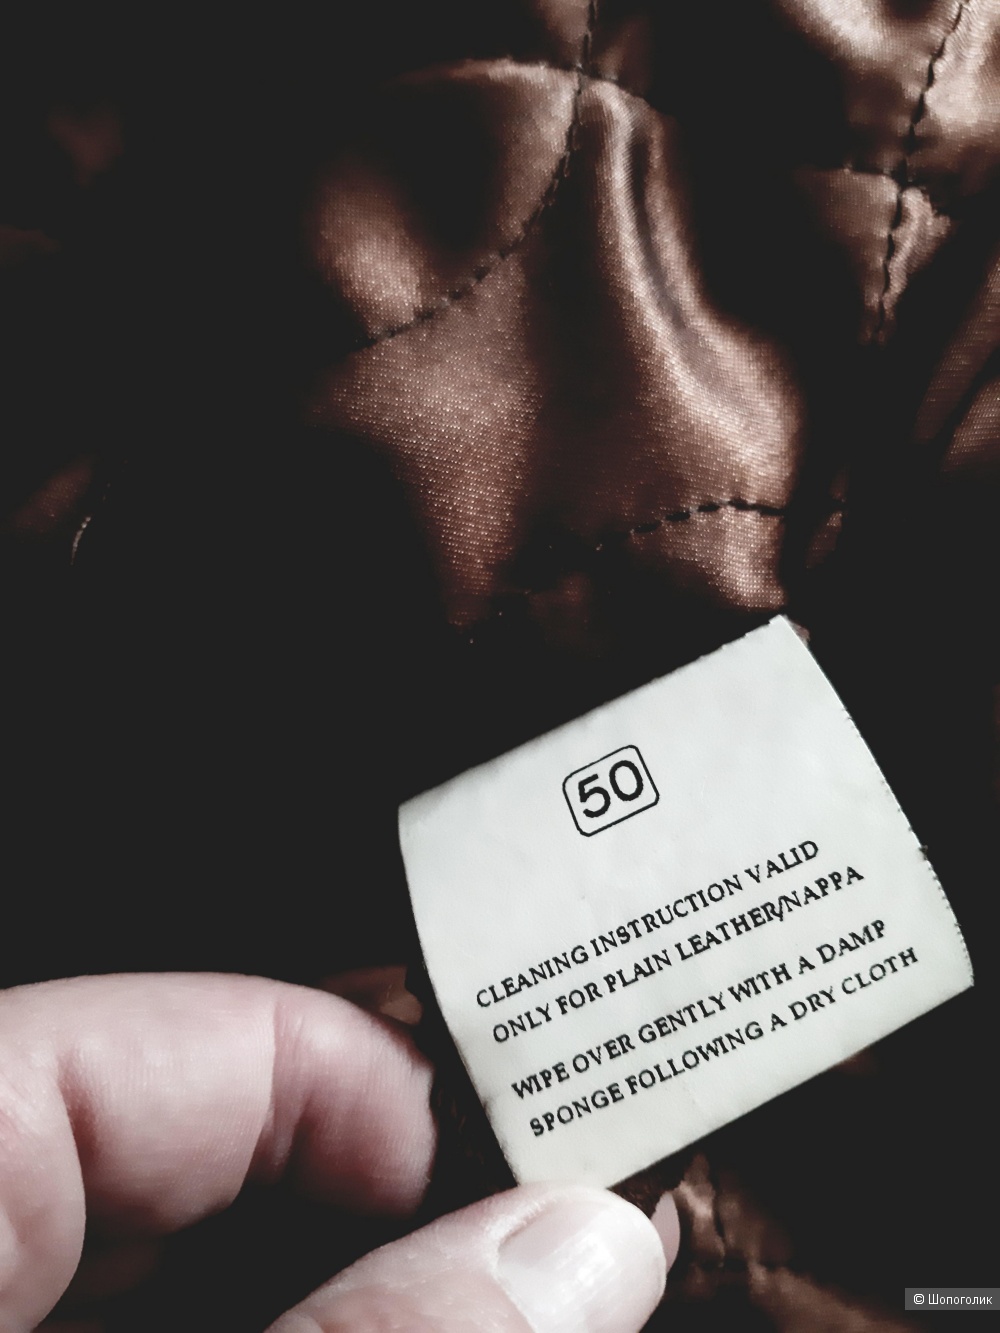 50
CLEANING INSTRUCTION VALID
ONLY FOR PLAIN LEATHER/NAPPA
WIPE OVER GENTLY WITH A DAMP
SPONGE FOLLOWING A DRY CLOTH
© Шопоголик